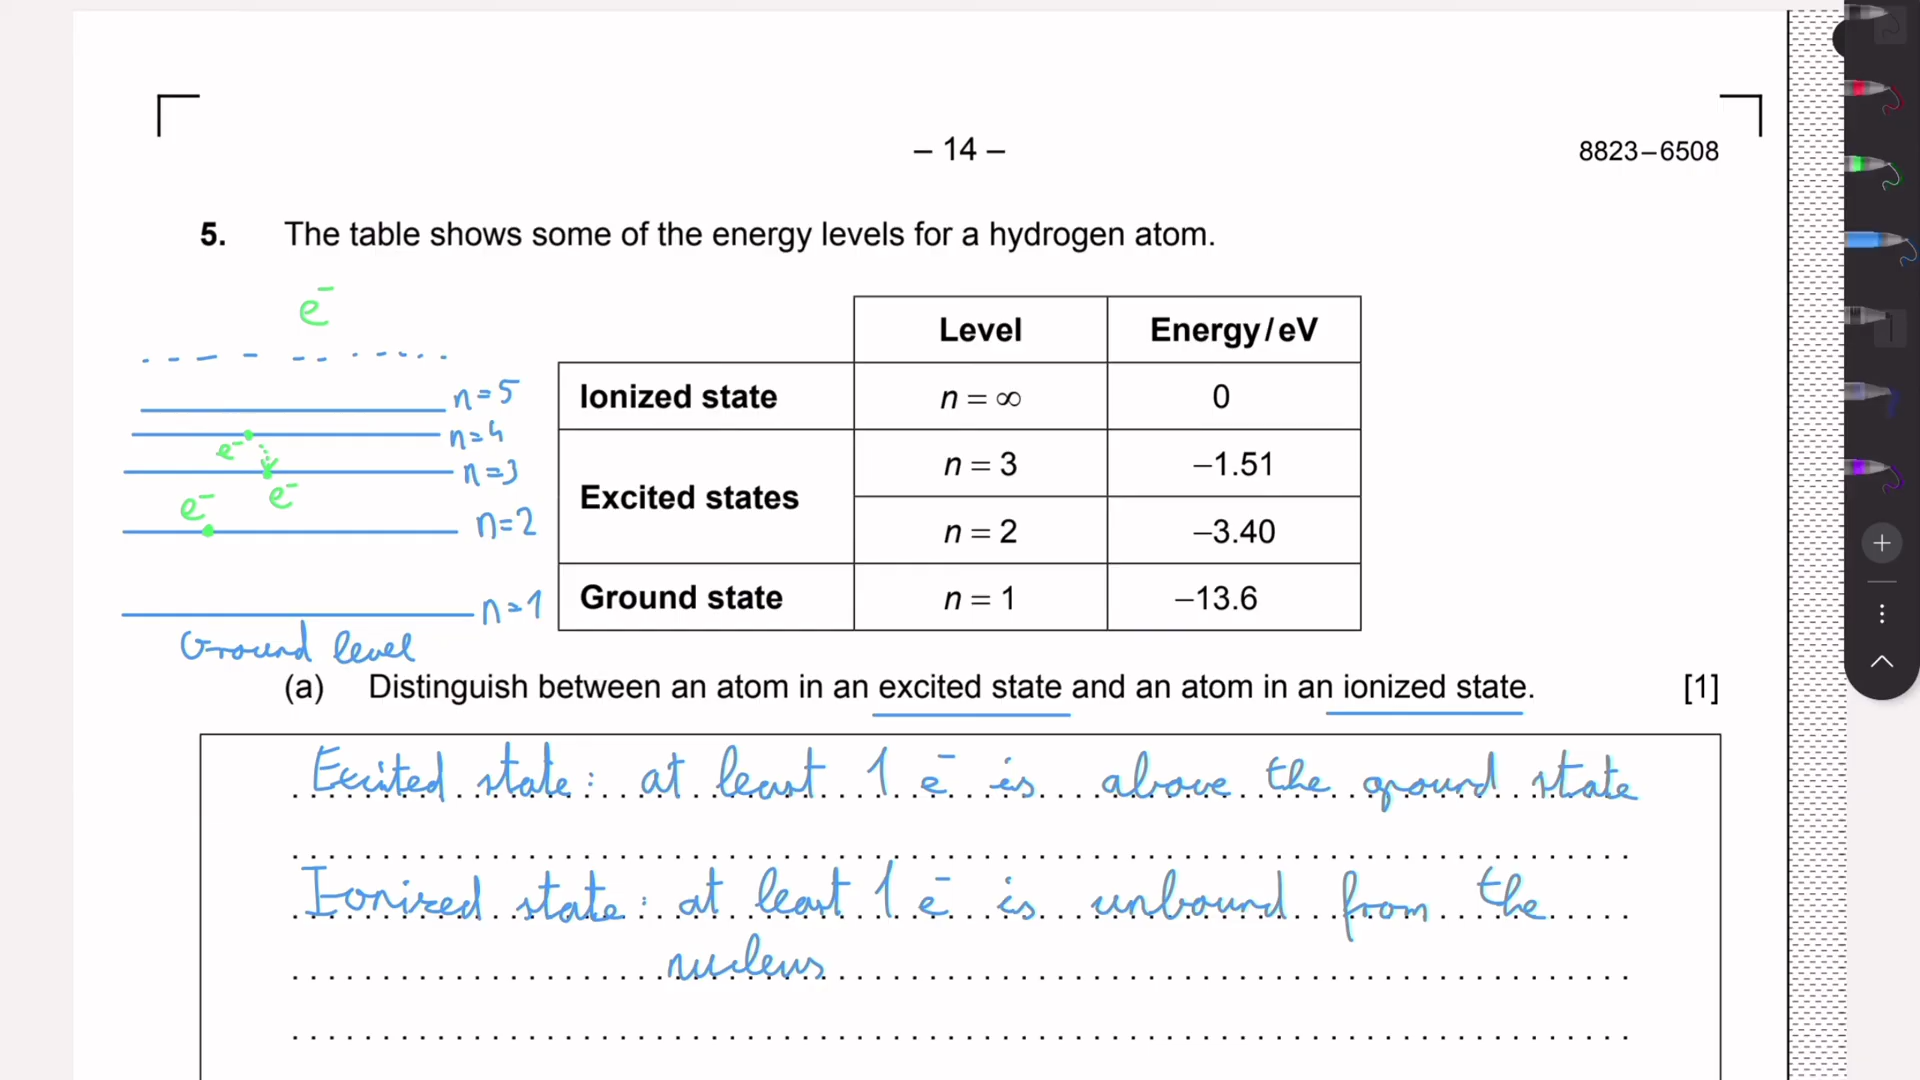 – 14 –
8823–6508
5. The table shows some of the energy levels for a hydrogen atom.
e⁻
Level Energy / eV
Ionized state n = ∞ 0
Excited states
n = 3 –1.51
n = 2 –3.40
Ground state n = 1 –13.6
n = 5
n = 4
e⁻
n = 3
e⁻
e⁻
n = 2
n = 1
Ground level
(a) Distinguish between an atom in an excited state and an atom in an ionized state. [1]
Excited state: at least 1 e⁻ is above the ground state
Ionized state: at least 1 e⁻ is unbound from the
nucleus